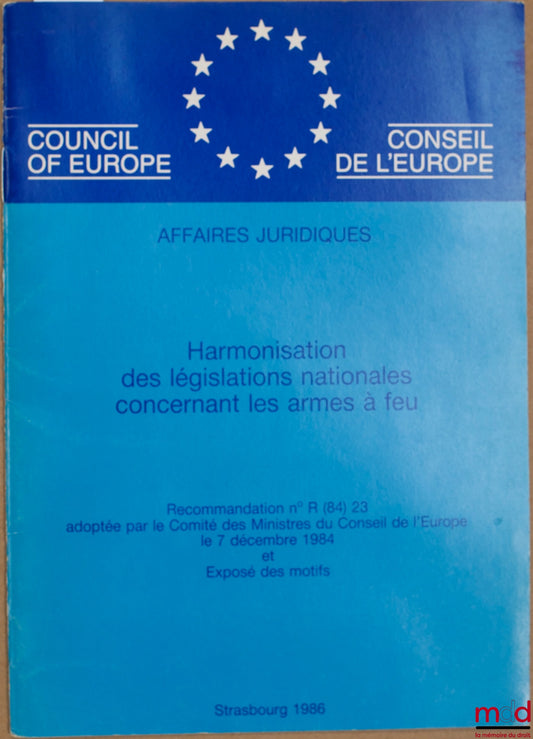 COUNCIL
OF EUROPE
CONSEIL
DE L'EUROPE
AFFAIRES JURIDIQUES
Harmonisation
des législations nationales
concernant les armes à feu
Recommandation n° R (84) 23
adoptée par le Comité des Ministres du Conseil de l'Europe
le 7 décembre 1984
et
Exposé des motifs
Strasbourg 1986
mdd
la mémoire du droit